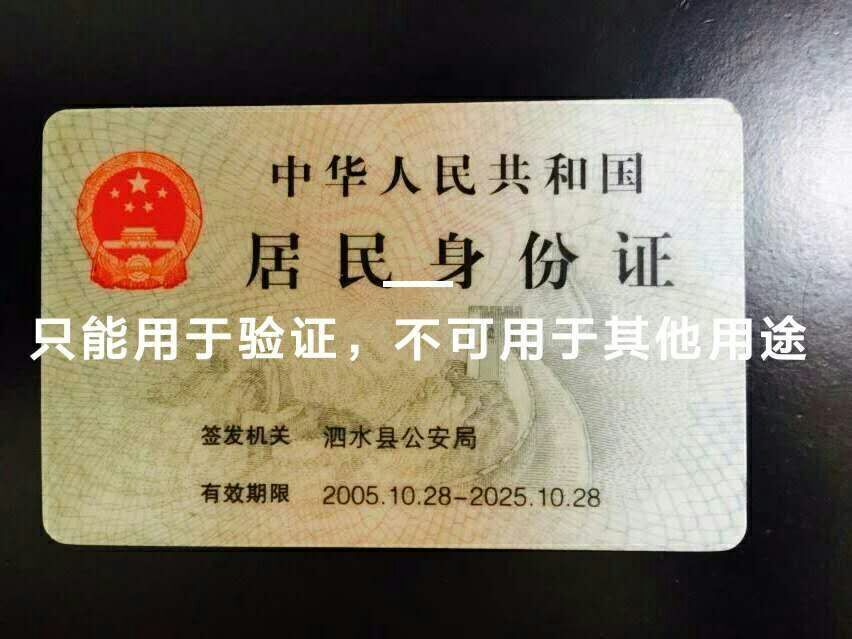 中华人民共和国
居民身份证
只能用于验证，不可用于其他用途
签发机关 泗水县公安局
有效期限 2005.10.28-2025.10.28